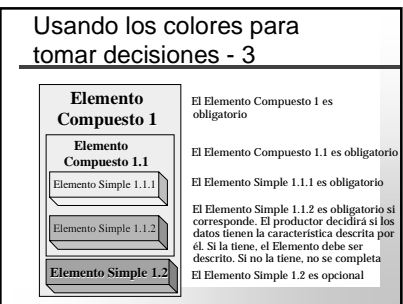 Usando los colores para
tomar decisiones - 3
Elemento
Compuesto 1
El Elemento Compuesto 1 es
obligatorio
Elemento
Compuesto 1.1
El Elemento Compuesto 1.1 es obligatorio
Elemento Simple 1.1.1
El Elemento Simple 1.1.1 es obligatorio
Elemento Simple 1.1.2
El Elemento Simple 1.1.2 es obligatorio si
corresponde. El productor decidirá si los
datos tienen la característica descrita por
él. Si la tiene, el Elemento debe ser
descrito. Si no la tiene, no se completa
Elemento Simple 1.2
El Elemento Simple 1.2 es opcional